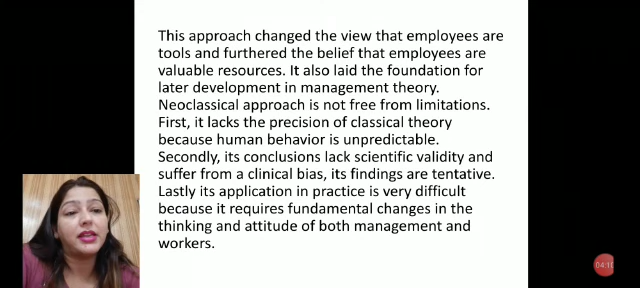 This approach changed the view that employees are
tools and furthered the belief that employees are
valuable resources. It also laid the foundation for
later development in management theory.
Neoclassical approach is not free from limitations.
First, it lacks the precision of classical theory
because human behavior is unpredictable.
Secondly, its conclusions lack scientific validity and
suffer from a clinical bias, its findings are tentative.
Lastly its application in practice is very difficult
because it requires fundamental changes in the
thinking and attitude of both management and
workers.